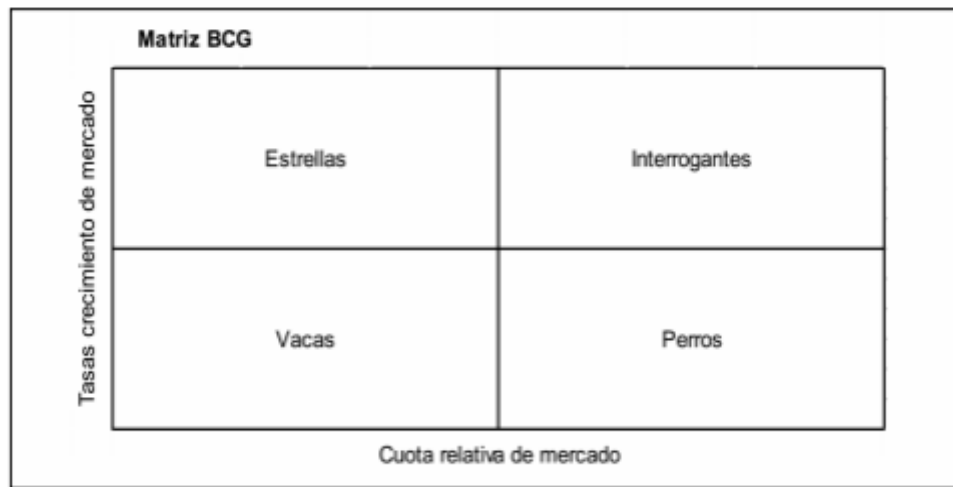 Matriz BCG
Tasas crecimiento de mercado
Estrellas
Interrogantes
Vacas
Perros
Cuota relativa de mercado